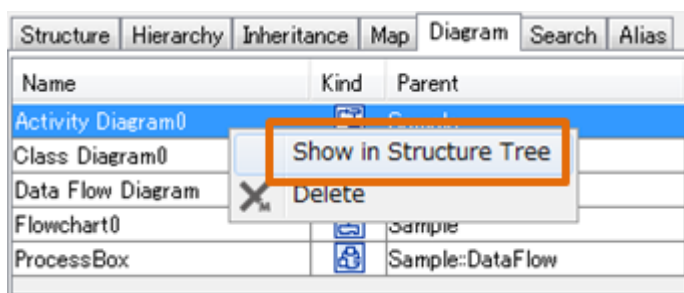 Structure Hierarchy Inheritance Map Diagram Search Alias
Name Kind Parent
Activity Diagram0 Sample
Class Diagram0
Show in Structure Tree
Data Flow Diagram
Delete
Flowchart0 Sample
ProcessBox Sample::DataFlow